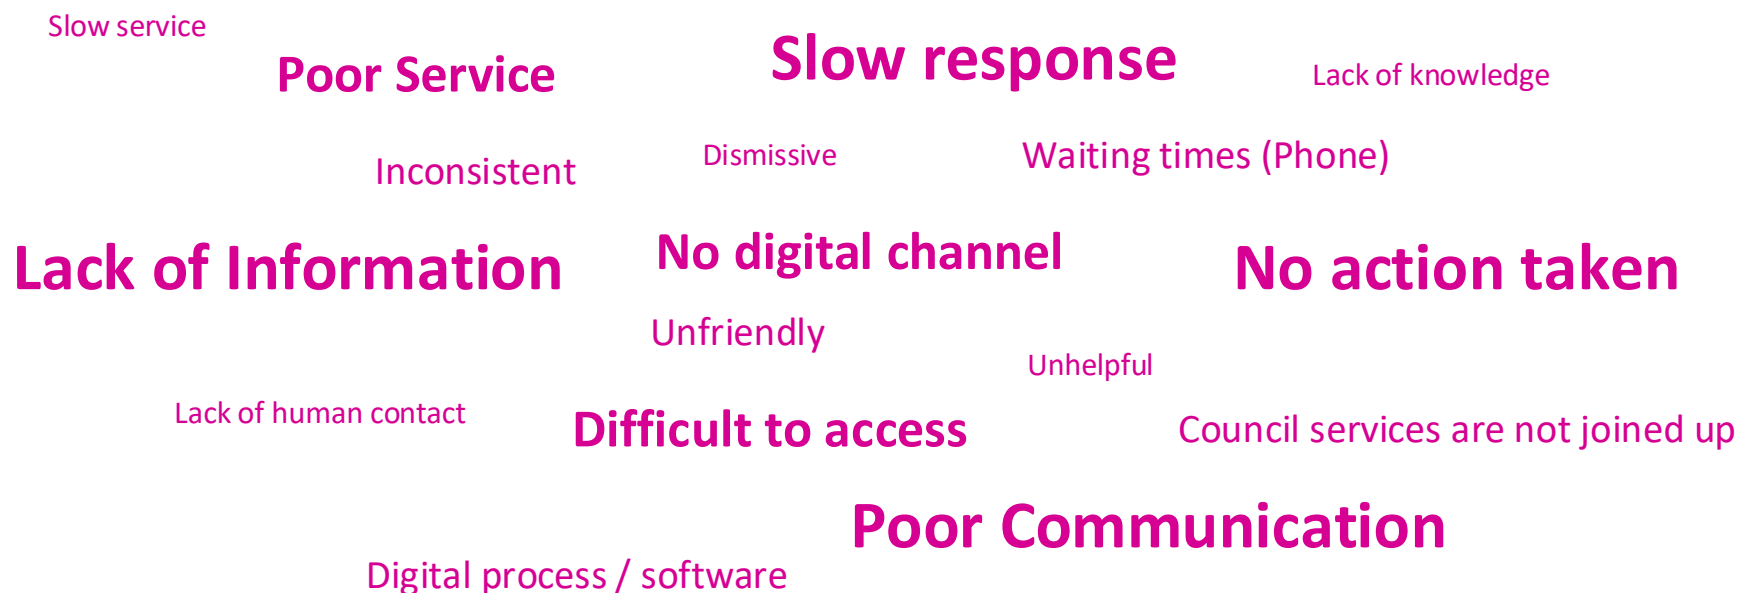 Slow service
Poor Service
Slow response
Lack of knowledge
Inconsistent
Dismissive
Waiting times (Phone)
Lack of Information
No digital channel
No action taken
Unfriendly
Unhelpful
Lack of human contact
Difficult to access
Council services are not joined up
Poor Communication
Digital process / software